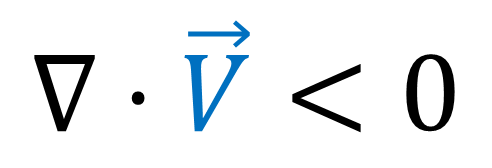 ∇ · V⃗ < 0